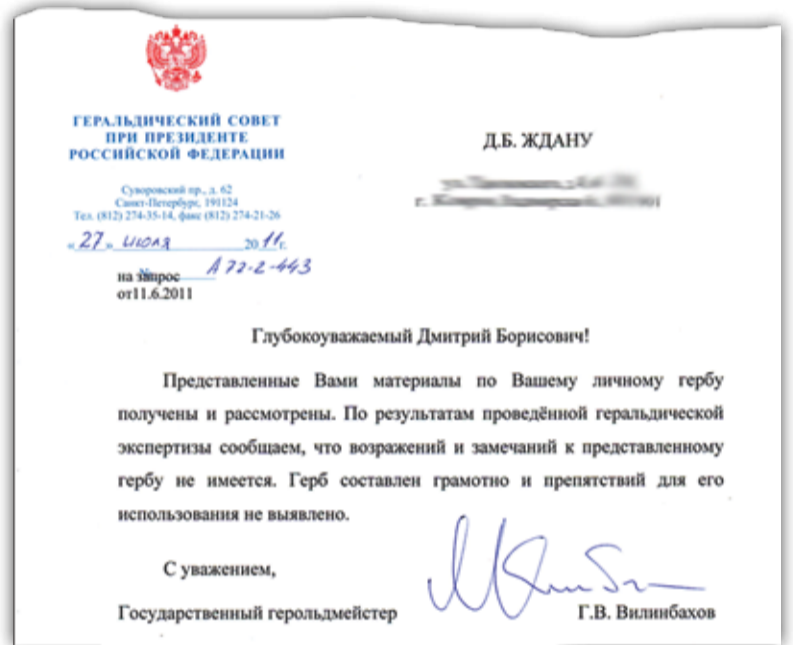 ГЕРАЛЬДИЧЕСКИЙ СОВЕТ
ПРИ ПРЕЗИДЕНТЕ
РОССИЙСКОЙ ФЕДЕРАЦИИ
Суворовский пр., д. 62
Санкт-Петербург, 191124
Тел. (812) 274-35-14, факс (812) 274-21-26
« 27 » июля 2011 г.
№ А 72-2-443
на запрос
от11.6.2011
Д.Б. ЖДАНУ
Глубокоуважаемый Дмитрий Борисович!
Представленные Вами материалы по Вашему личному гербу
получены и рассмотрены. По результатам проведённой геральдической
экспертизы сообщаем, что возражений и замечаний к представленному
гербу не имеется. Герб составлен грамотно и препятствий для его
использования не выявлено.
С уважением,
Государственный герольдмейстер Г.В. Вилинбахов